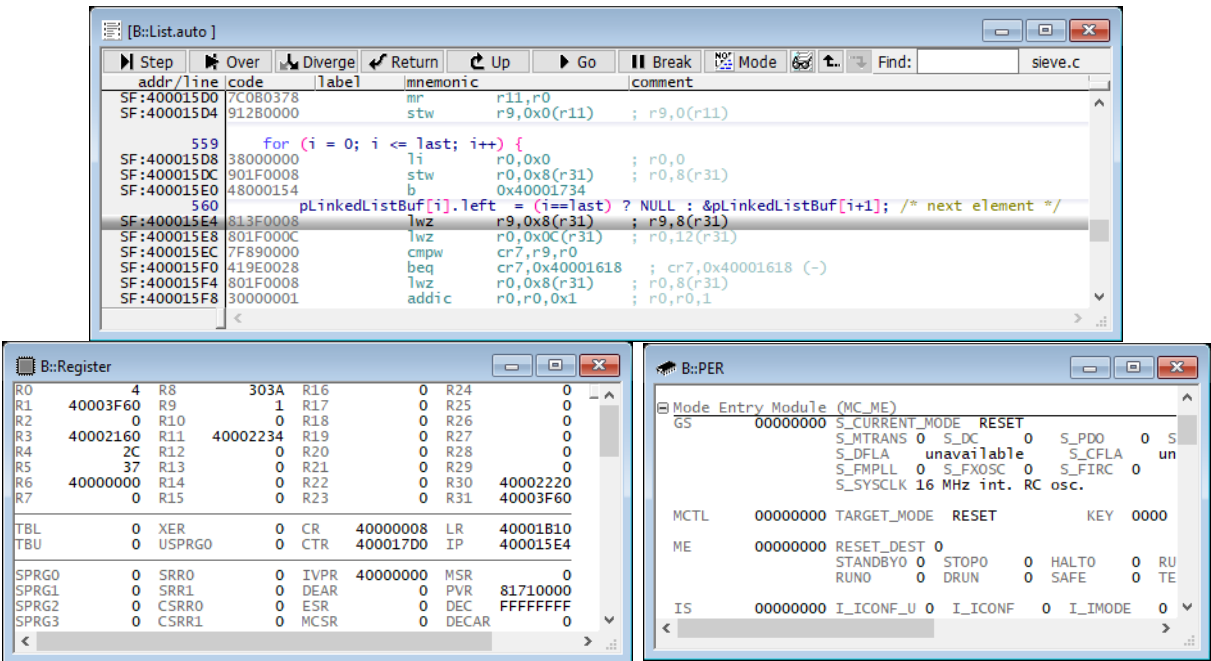 [B::List.auto ]
Step Over Diverge Return Up Go Break Mode Find: sieve.c
addr/line code label mnemonic comment
SF:400015D0 7C0B0378 mr r11,r0
SF:400015D4 912B0000 stw r9,0x0(r11) ; r9,0(r11)
559 for (i = 0; i <= last; i++) {
SF:400015D8 38000000 li r0,0x0 ; r0,0
SF:400015DC 901F0008 stw r0,0x8(r31) ; r0,8(r31)
SF:400015E0 48000154 b 0x40001734
560 pLinkedListBuf[i].left = (i==last) ? NULL : &pLinkedListBuf[i+1]; /* next element */
SF:400015E4 813F0008 lwz r9,0x8(r31) ; r9,8(r31)
SF:400015E8 801F000C lwz r0,0x0C(r31) ; r0,12(r31)
SF:400015EC 7F890000 cmpw cr7,r9,r0
SF:400015F0 419E0028 beq cr7,0x40001618 ; cr7,0x40001618 (-)
SF:400015F4 801F0008 lwz r0,0x8(r31) ; r0,8(r31)
SF:400015F8 30000001 addic r0,r0,0x1 ; r0,r0,1
B::Register
R0 4 R8 303A R16 0 R24 0
R1 40003F60 R9 1 R17 0 R25 0
R2 0 R10 0 R18 0 R26 0
R3 40002160 R11 40002234 R19 0 R27 0
R4 2C R12 0 R20 0 R28 0
R5 37 R13 0 R21 0 R29 0
R6 40000000 R14 0 R22 0 R30 40002220
R7 0 R15 0 R23 0 R31 40003F60
TBL 0 XER 0 CR 40000008 LR 40001B10
TBU 0 USPRG0 0 CTR 400017D0 IP 400015E4
SPRG0 0 SRR0 0 IVPR 40000000 MSR 0
SPRG1 0 SRR1 0 DEAR 0 PVR 81710000
SPRG2 0 CSRR0 0 ESR 0 DEC FFFFFFFF
SPRG3 0 CSRR1 0 MCSR 0 DECAR 0
B::PER
Mode Entry Module (MC_ME)
GS 00000000 S_CURRENT_MODE RESET
S_MTRANS 0 S_DC 0 S_PDO 0 S
S_DFLA unavailable S_CFLA un
S_FMPLL 0 S_FXOSC 0 S_FIRC 0
S_SYSCLK 16 MHz int. RC osc.
MCTL 00000000 TARGET_MODE RESET KEY 0000
ME 00000000 RESET_DEST 0
STANDBY0 0 STOP0 0 HALT0 0 RU
RUN0 0 DRUN 0 SAFE 0 TE
IS 00000000 I_ICONF_U 0 I_ICONF 0 I_IMODE 0